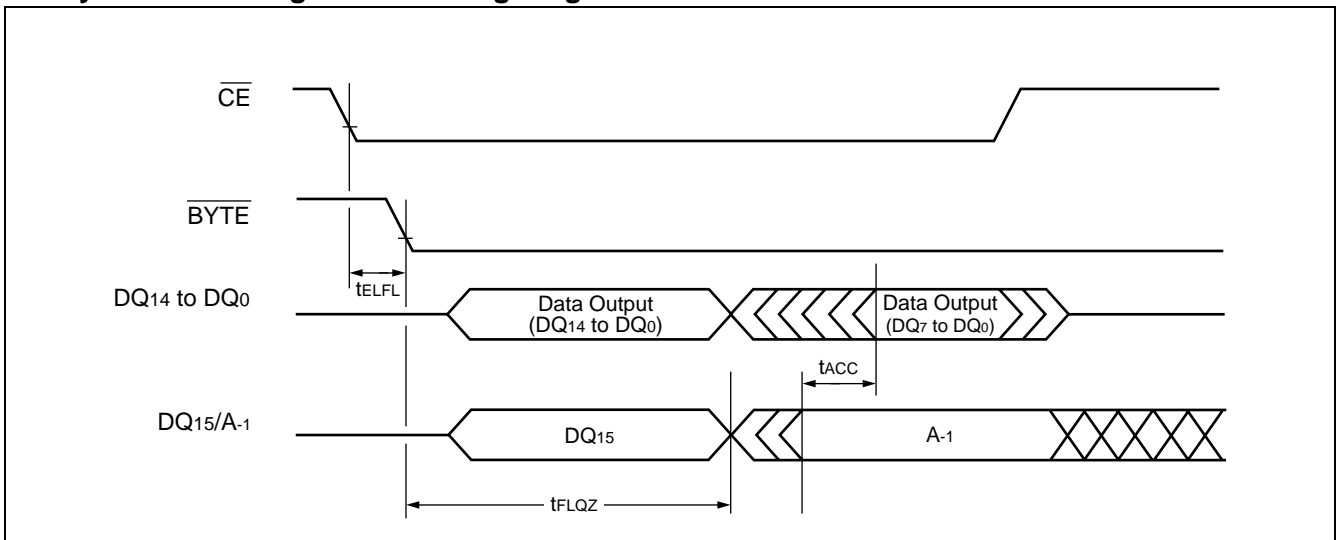 CE
BYTE
tELFL
DQ14 to DQ0
Data Output
(DQ14 to DQ0)
Data Output
(DQ7 to DQ0)
tACC
DQ15/A-1
DQ15
A-1
tFLQZ